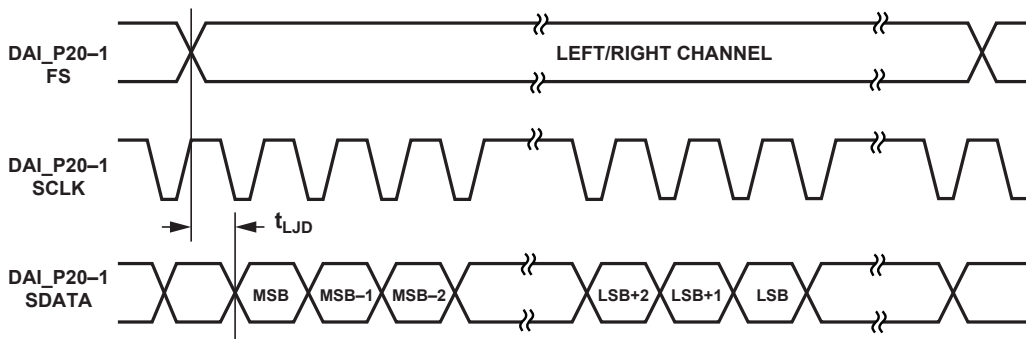 DAI_P20–1
FS
LEFT/RIGHT CHANNEL
DAI_P20–1
SCLK
tLJD
DAI_P20–1
SDATA
MSB
MSB–1
MSB–2
LSB+2
LSB+1
LSB